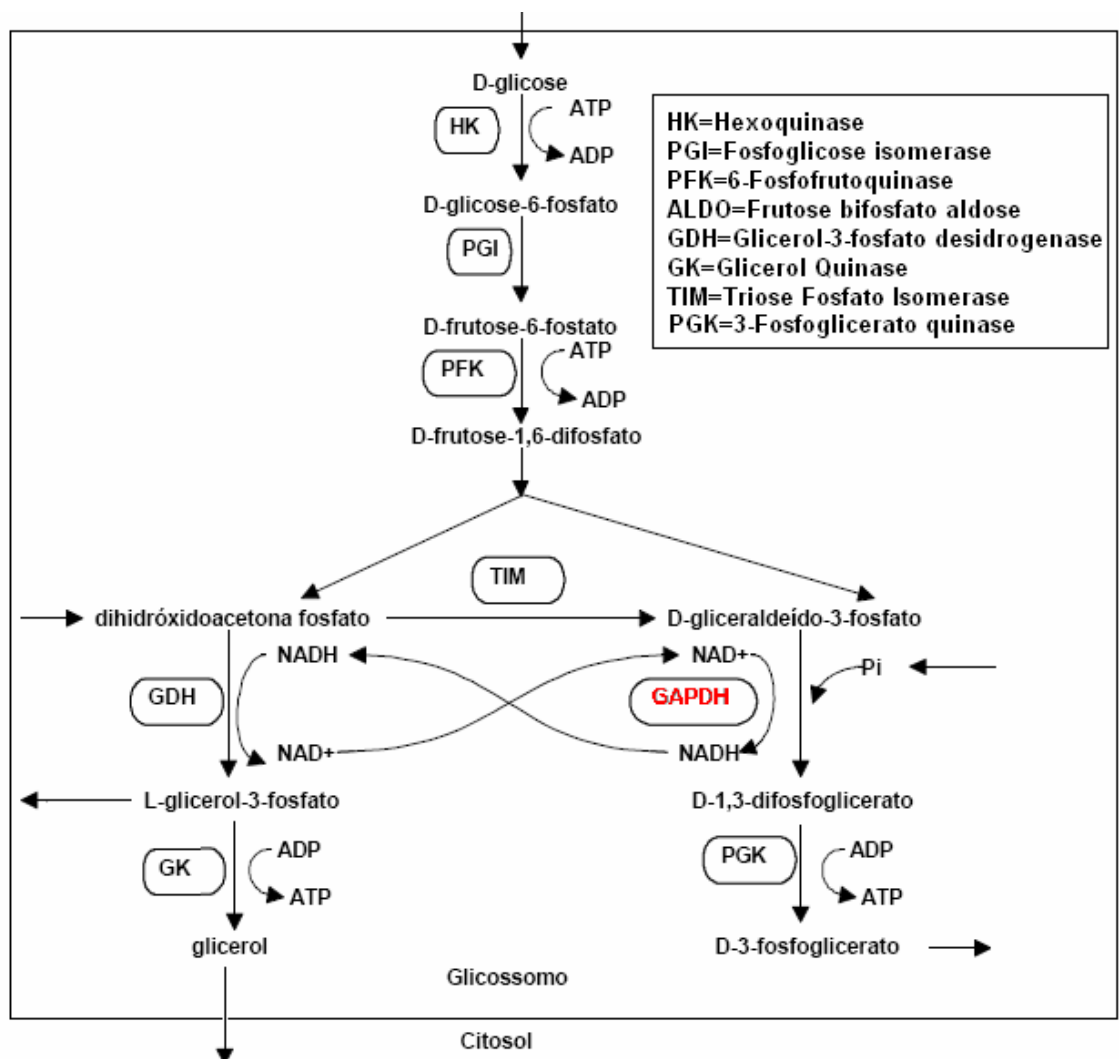 D-glicose
HK
ATP
ADP
D-glicose-6-fosfato
PGI
D-frutose-6-fostato
PFK
ATP
ADP
D-frutose-1,6-difosfato
HK=Hexoquinase
PGI=Fosfoglicose isomerase
PFK=6-Fosfofrutoquinase
ALDO=Frutose bifosfato aldose
GDH=Glicerol-3-fosfato desidrogenase
GK=Glicerol Quinase
TIM=Triose Fosfato Isomerase
PGK=3-Fosfoglicerato quinase
TIM
dihidróxidoacetona fosfato
D-gliceraldeído-3-fosfato
NADH
NAD+
Pi
GDH
GAPDH
NAD+
NADH
L-glicerol-3-fosfato
D-1,3-difosfoglicerato
GK
ADP
ATP
PGK
ADP
ATP
glicerol
D-3-fosfoglicerato
Glicossomo
Citosol